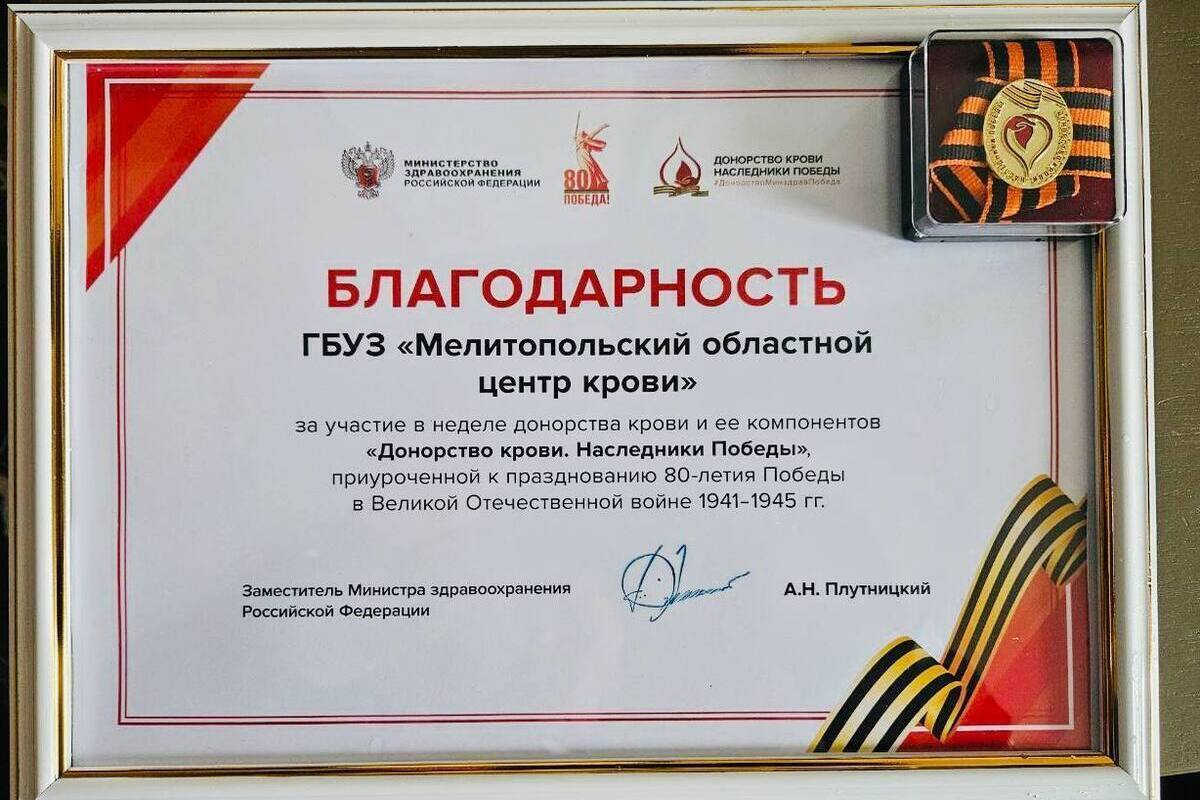 МИНИСТЕРСТВО
ЗДРАВООХРАНЕНИЯ
РОССИЙСКОЙ ФЕДЕРАЦИИ
80
ПОБЕДА!
ДОНОРСТВО КРОВИ
НАСЛЕДНИКИ ПОБЕДЫ
#ДонорствоМинздравПобеда
БЛАГОДАРНОСТЬ
ГБУЗ «Мелитопольский областной
центр крови»
за участие в неделе донорства крови и ее компонентов
«Донорство крови. Наследники Победы»,
приуроченной к празднованию 80-летия Победы
в Великой Отечественной войне 1941-1945 гг.
Заместитель Министра здравоохранения
Российской Федерации
А.Н. Плутницкий